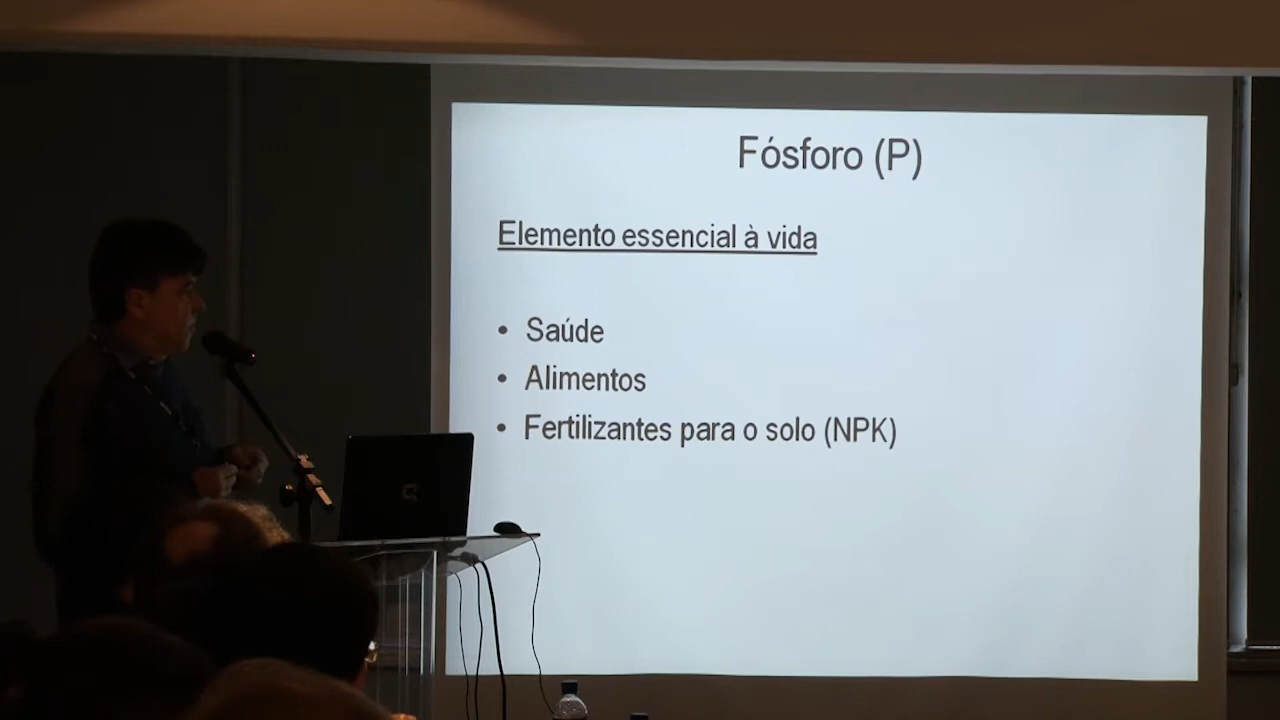 Fósforo (P)
Elemento essencial à vida
• Saúde
• Alimentos
• Fertilizantes para o solo (NPK)